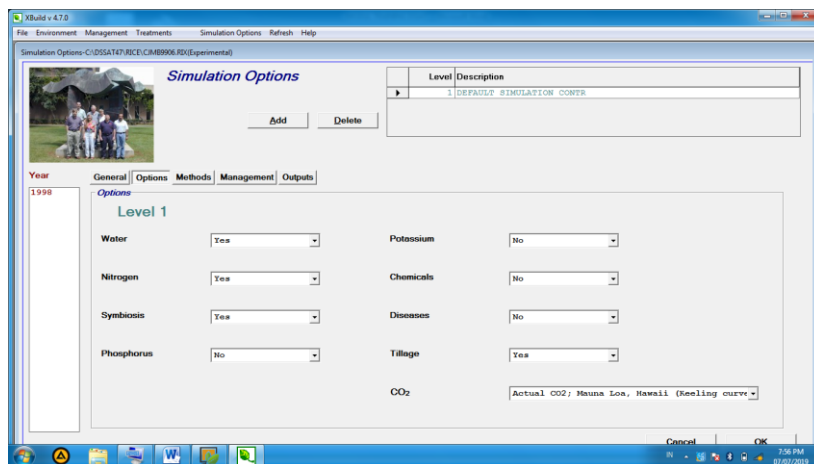 XBuild v 4.7.0
File Environment Management Treatments Simulation Options Refresh Help
Simulation Options-C:\DSSAT47\RICE\CJMB9906.RIX(Experimental)
Simulation Options
Level Description
1 DEFAULT SIMULATION CONTR
Add Delete
Year
1998
General Options Methods Management Outputs
Options
Level 1
Water Yes Potassium No
Nitrogen Yes Chemicals No
Symbiosis Yes Diseases No
Phosphorus No Tillage Yes
CO2 Actual CO2; Mauna Loa, Hawaii (Keeling curve
Cancel OK
IN 7:56 PM
07/07/2019